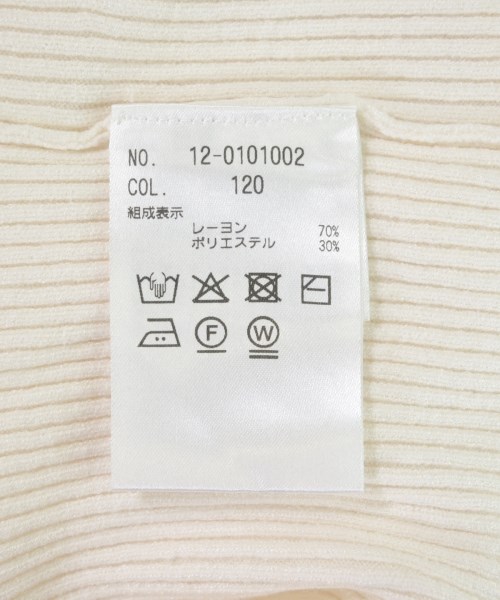 NO. 12-0101002
COL. 120
組成表示
レーヨン 70%
ポリエステル 30%
F W